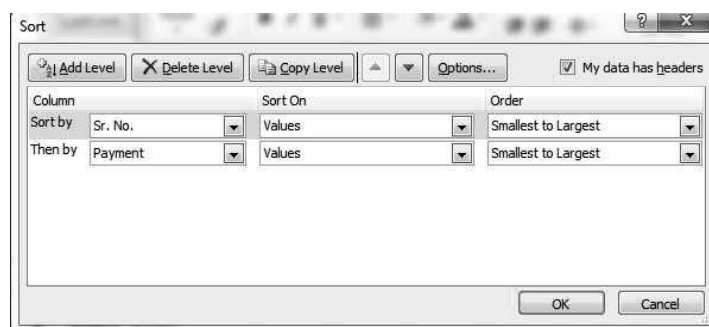 Sort
Add Level Delete Level Copy Level Options... My data has headers
Column Sort On Order
Sort by Sr. No. Values Smallest to Largest
Then by Payment Values Smallest to Largest
OK Cancel